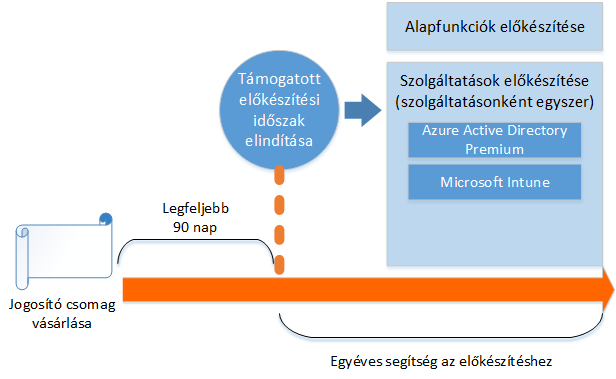 Alapfunkciók előkészítése
Támogatott
előkészítési
időszak
elindítása
Szolgáltatások előkészítése
(szolgáltatásonként egyszer)
Azure Active Directory
Premium
Microsoft Intune
Legfeljebb
90 nap
Jogosító csomag
vásárlása
Egyéves segítség az előkészítéshez